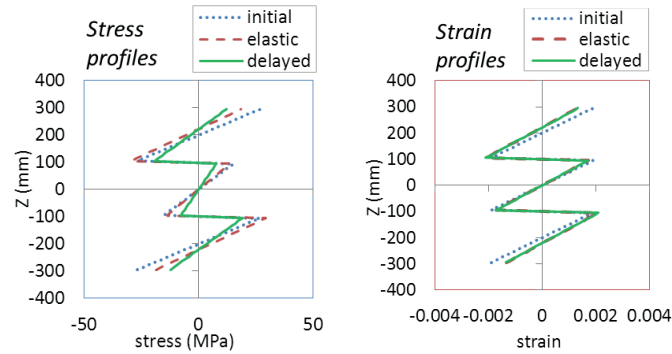 Stress
profiles
initial
elastic
delayed
400
300
200
100
0
-100
-200
-300
-400
Z (mm)
-50
0
50
stress (MPa)
Strain
profiles
initial
elastic
delayed
400
300
200
100
0
-100
-200
-300
-400
Z (mm)
-0.004
-0.002
0
0.002
0.004
strain